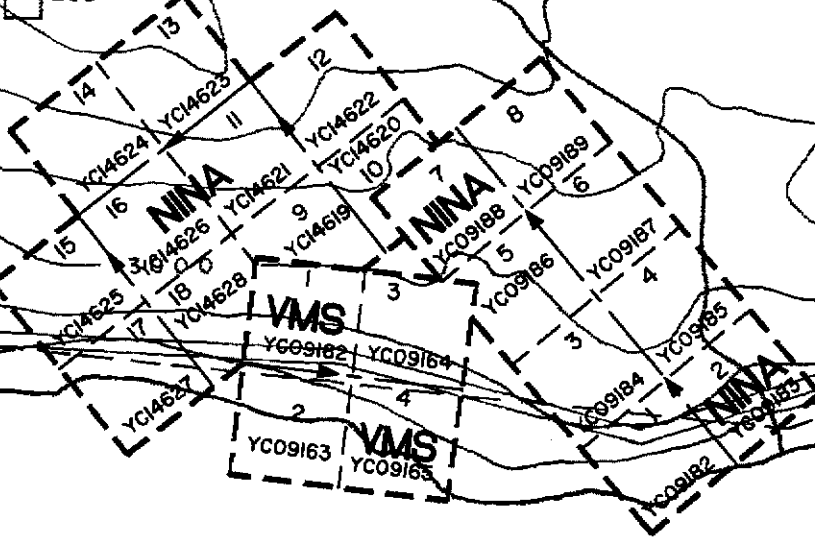 13
14
12
YC14623
11
YC14622
YC14624
YC14620
16
NINA
10
YC14621
9
YC14619
15
YC14626
YC14625
18
YC14628
17
YC14627
8
7
YC09189
NINA
6
YC09188
5
YC09187
YC09186
4
3
YC09185
YC09184
2
NINA
1
YC09183
YC09182
3
VMS
YC09164
4
2
VMS
YC09163
YC09165